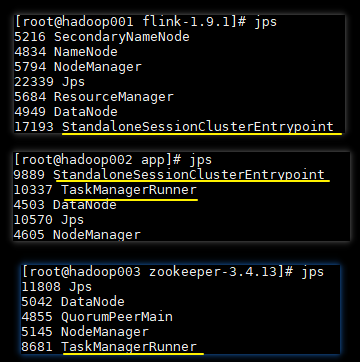 [root@hadoop001 flink-1.9.1]# jps
5216 SecondaryNameNode
4834 NameNode
5794 NodeManager
22339 Jps
5684 ResourceManager
4949 DataNode
17193 StandaloneSessionClusterEntrypoint
[root@hadoop002 app]# jps
9889 StandaloneSessionClusterEntrypoint
10337 TaskManagerRunner
4503 DataNode
10570 Jps
4605 NodeManager
[root@hadoop003 zookeeper-3.4.13]# jps
11808 Jps
5042 DataNode
4855 QuorumPeerMain
5145 NodeManager
8681 TaskManagerRunner